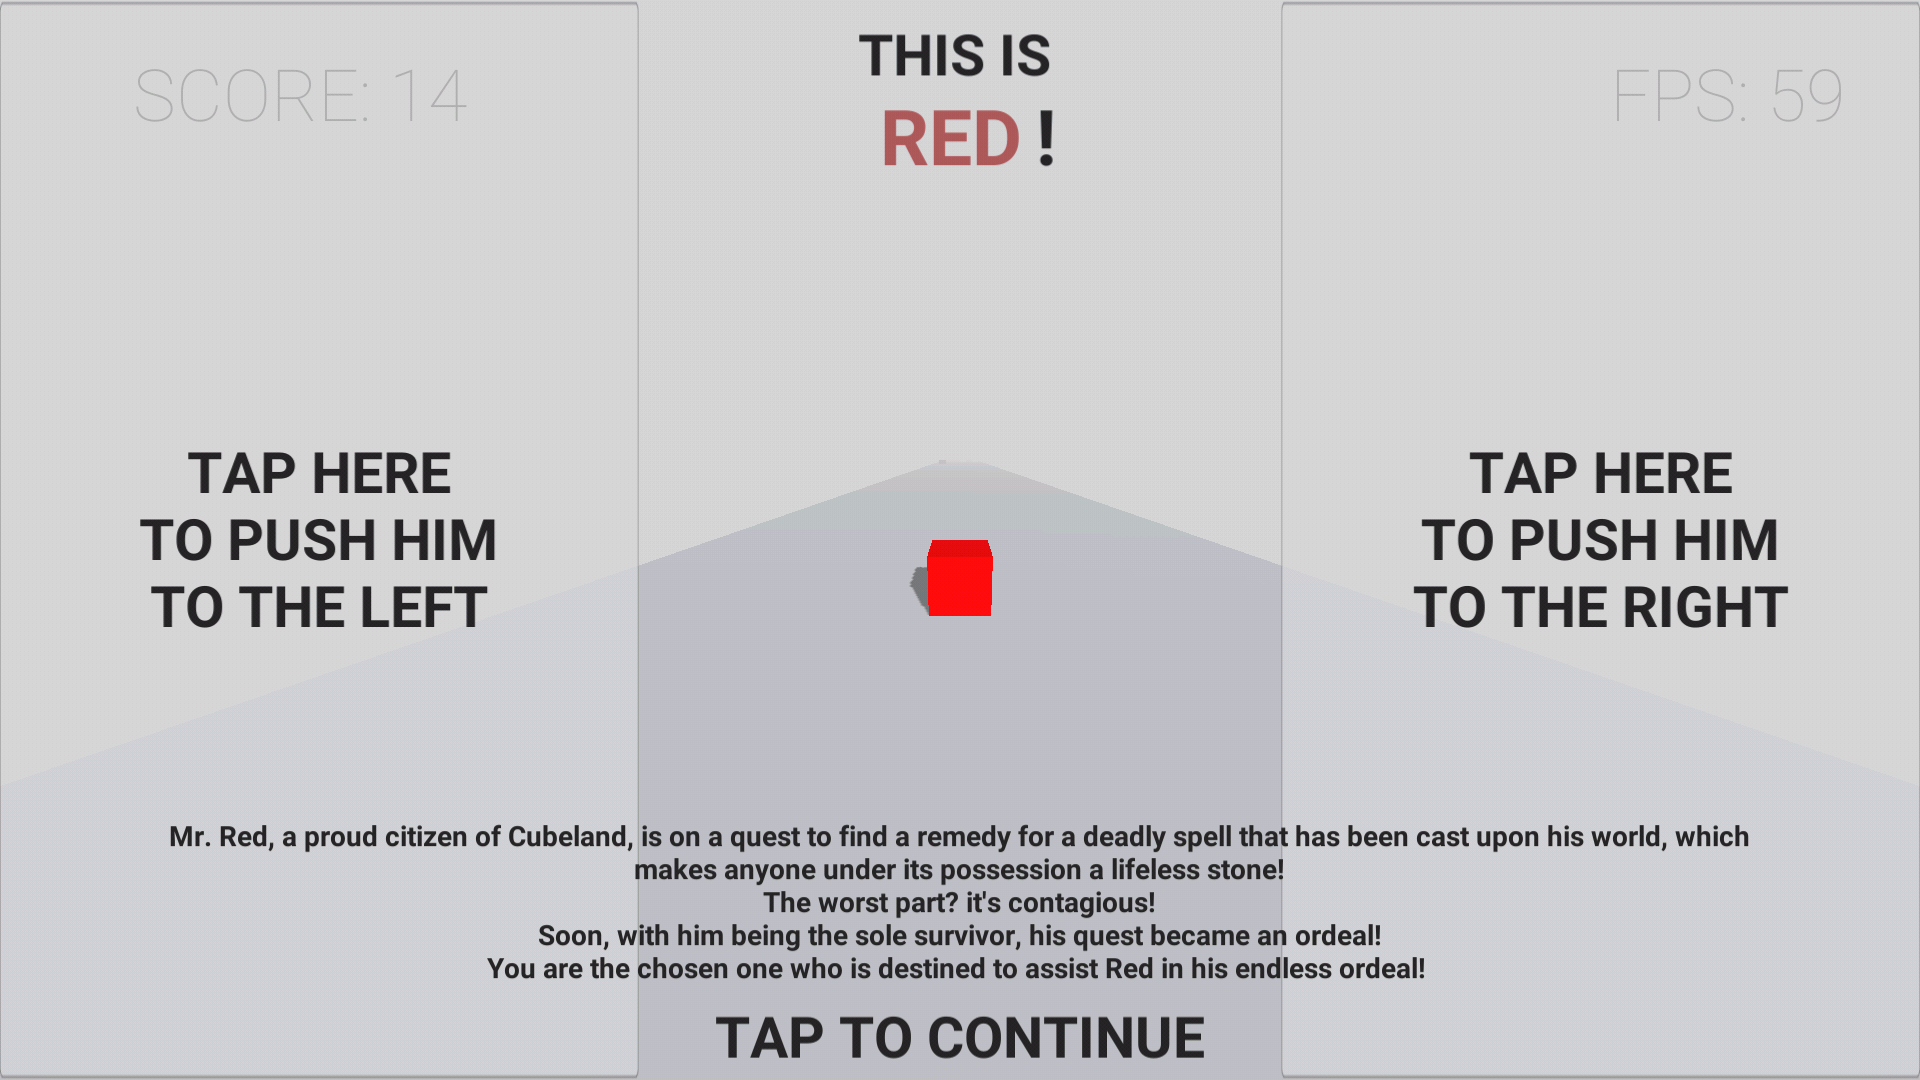 THIS IS
RED !
SCORE: 14
FPS: 59
TAP HERE
TO PUSH HIM
TO THE LEFT
TAP HERE
TO PUSH HIM
TO THE RIGHT
Mr. Red, a proud citizen of Cubeland, is on a quest to find a remedy for a deadly spell that has been cast upon his world, which
makes anyone under its possession a lifeless stone!
The worst part? it's contagious!
Soon, with him being the sole survivor, his quest became an ordeal!
You are the chosen one who is destined to assist Red in his endless ordeal!
TAP TO CONTINUE